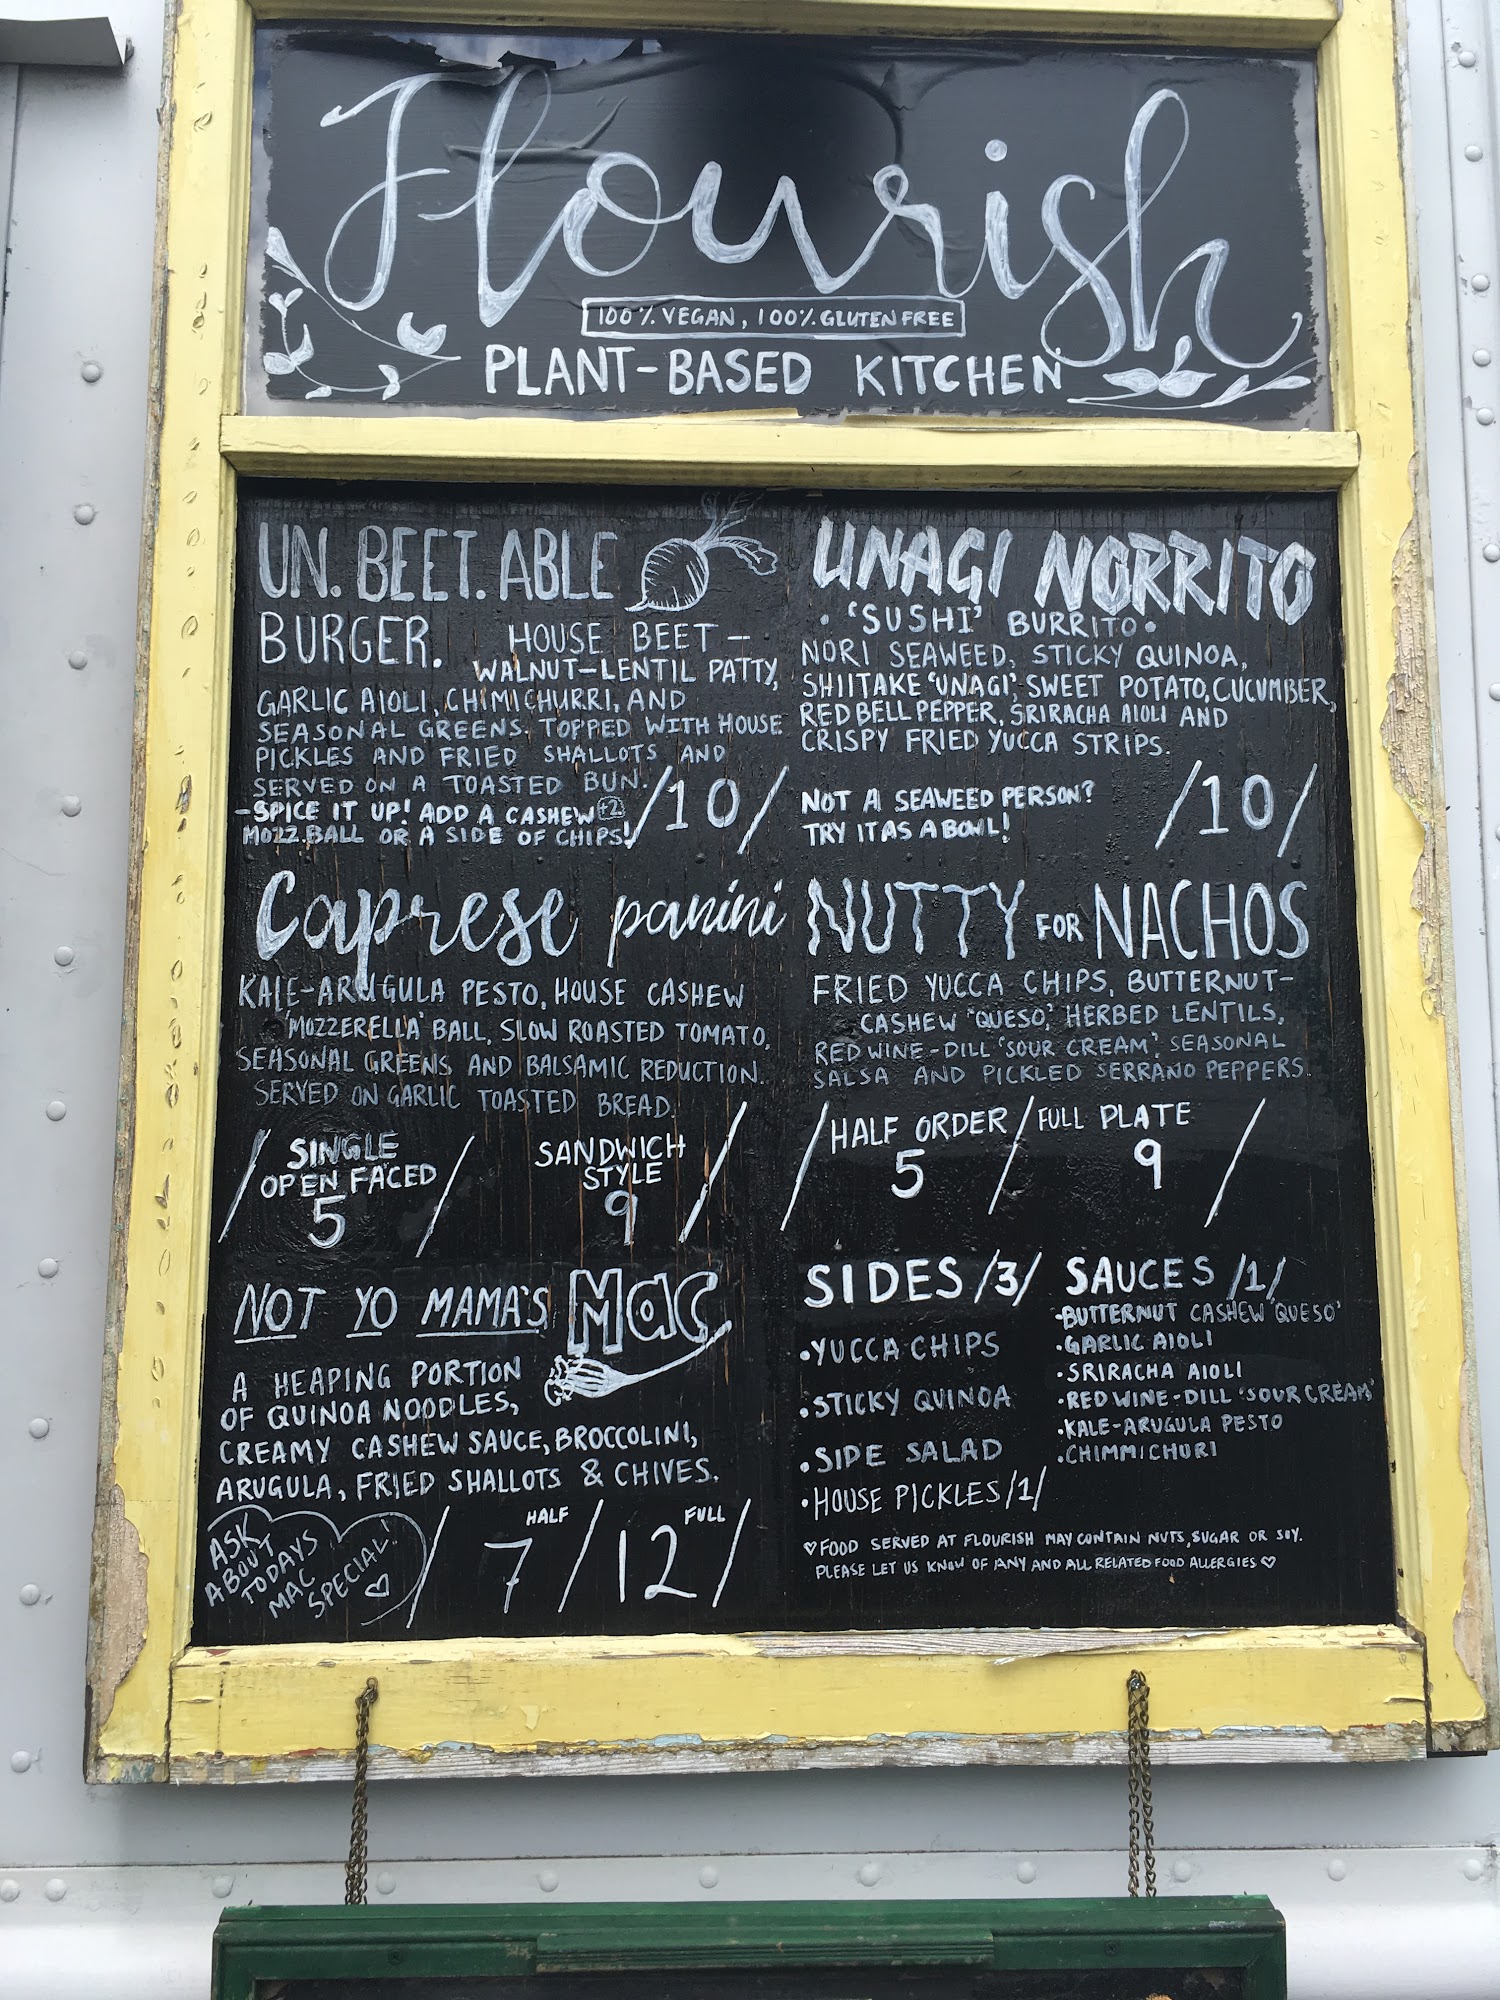 Flourish
100% VEGAN, 100% GLUTEN FREE
PLANT-BASED KITCHEN
UN. BEET. ABLE
BURGER. HOUSE BEET-
WALNUT-LENTIL PATTY,
GARLIC AIOLI, CHIMICHURRI, AND
SEASONAL GREENS. TOPPED WITH HOUSE
PICKLES AND FRIED SHALLOTS AND
SERVED ON A TOASTED BUN.
-SPICE IT UP! ADD A CASHEW +2
MOZZ BALL OR A SIDE OF CHIPS!
/10/
Caprese panini
KALE-ARUGULA PESTO, HOUSE CASHEW
'MOZZERELLA' BALL, SLOW ROASTED TOMATO,
SEASONAL GREENS AND BALSAMIC REDUCTION.
SERVED ON GARLIC TOASTED BREAD.
/ SINGLE / SANDWICH /
OPEN FACED STYLE
5 9
NOT YO MAMA'S MaC
A HEAPING PORTION
OF QUINOA NOODLES,
CREAMY CASHEW SAUCE, BROCCOLINI,
ARUGULA, FRIED SHALLOTS & CHIVES.
ASK
ABOUT
TODAYS
MAC
SPECIAL!
HALF FULL
/ 7 / 12 /
UNAGI NORRITO
• 'SUSHI' BURRITO •
NORI SEAWEED, STICKY QUINOA,
SHIITAKE 'UNAGI', SWEET POTATO, CUCUMBER,
RED BELL PEPPER, SRIRACHA AIOLI AND
CRISPY FRIED YUCCA STRIPS.
NOT A SEAWEED PERSON?
TRY IT AS A BOWL!
/10/
NUTTY FOR NACHOS
FRIED YUCCA CHIPS, BUTTERNUT-
CASHEW 'QUESO,' HERBED LENTILS,
RED WINE-DILL 'SOUR CREAM', SEASONAL
SALSA AND PICKLED SERRANO PEPPERS.
/ HALF ORDER / FULL PLATE /
5 9
SIDES /3/
•YUCCA CHIPS
•STICKY QUINOA
•SIDE SALAD
•HOUSE PICKLES /1/
SAUCES /1/
•BUTTERNUT CASHEW 'QUESO'
•GARLIC AIOLI
•SRIRACHA AIOLI
•RED WINE-DILL 'SOUR CREAM'
•KALE-ARUGULA PESTO
•CHIMMICHURI
♡FOOD SERVED AT FLOURISH MAY CONTAIN NUTS, SUGAR OR SOY.
PLEASE LET US KNOW OF ANY AND ALL RELATED FOOD ALLERGIES♡